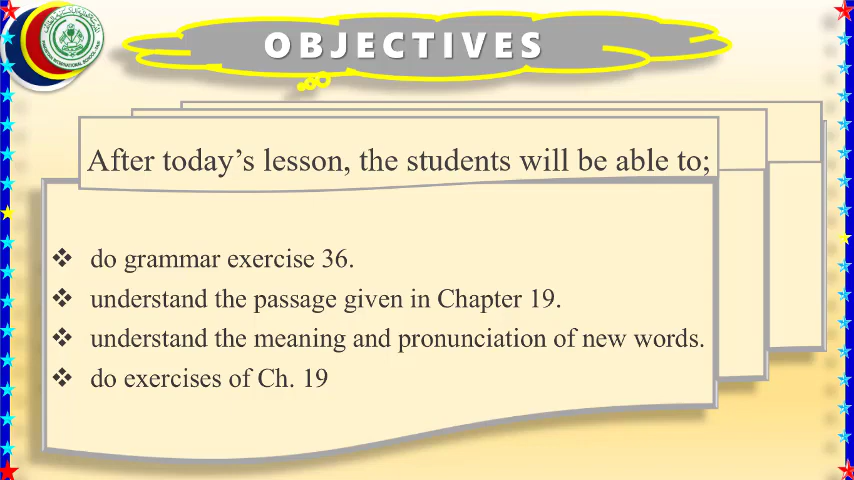 OBJECTIVES
After today's lesson, the students will be able to;
❖ do grammar exercise 36.
❖ understand the passage given in Chapter 19.
❖ understand the meaning and pronunciation of new words.
❖ do exercises of Ch. 19